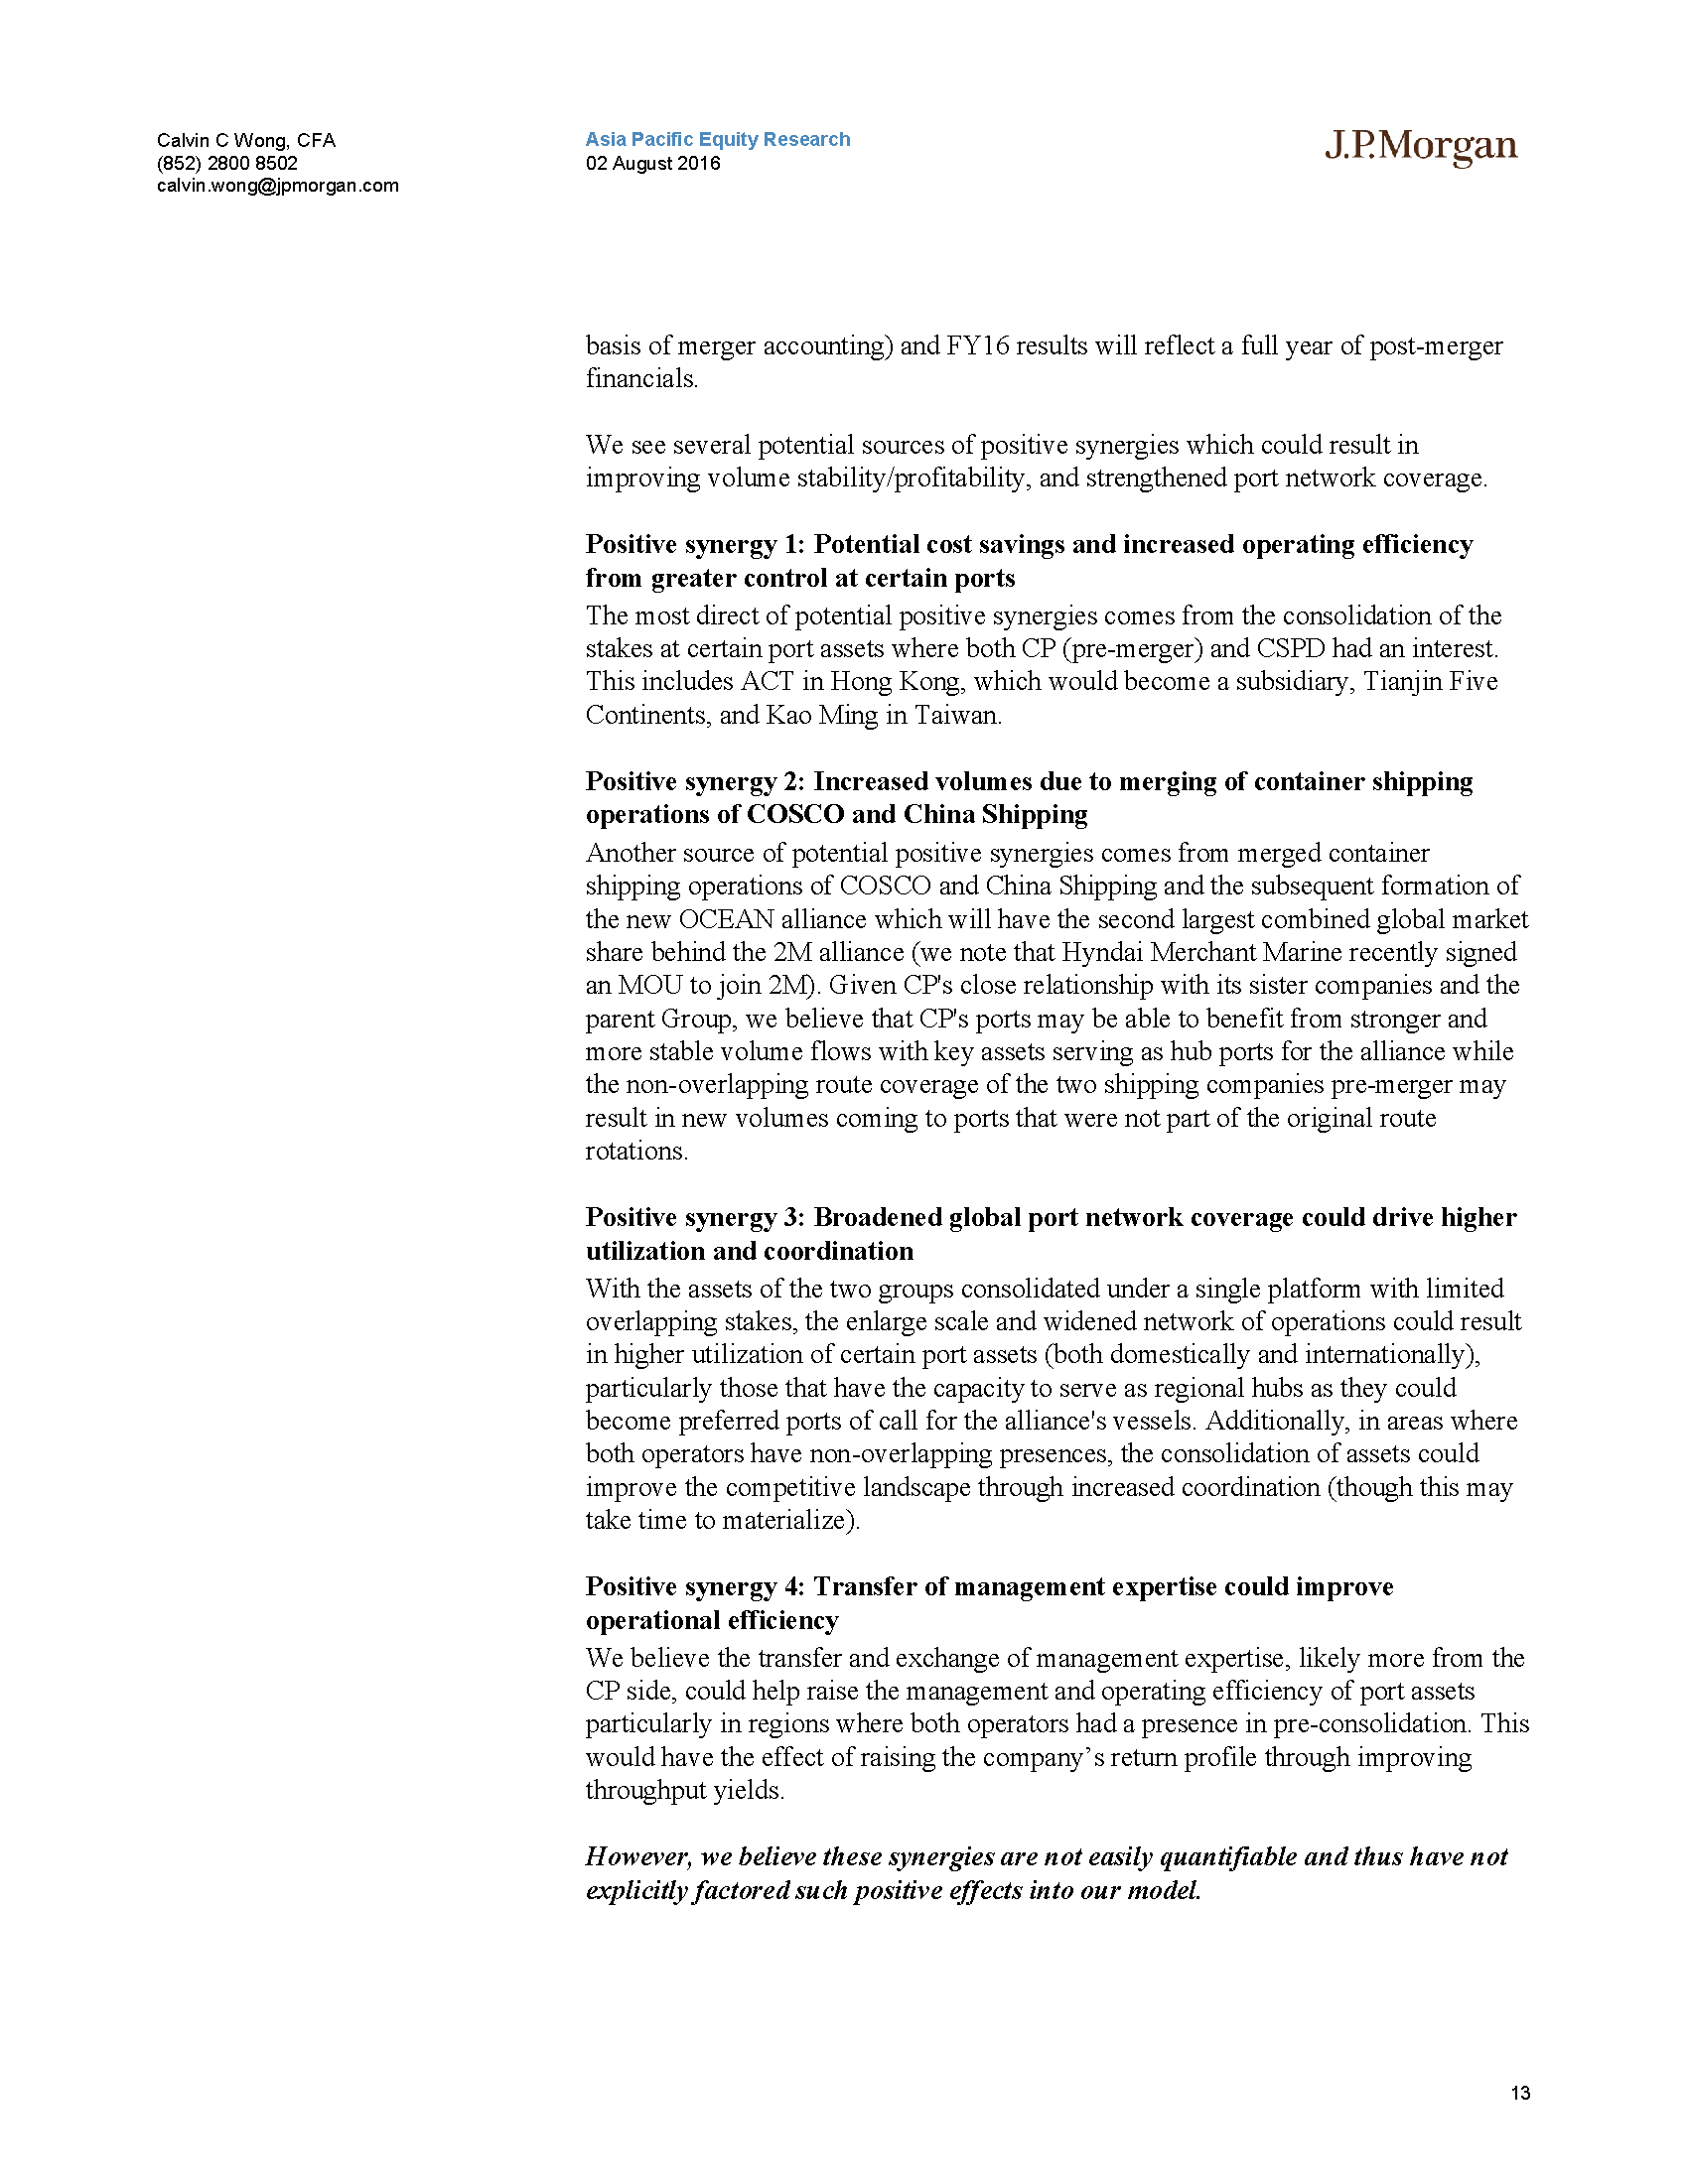 Calvin C Wong, CFA
(852) 2800 8502
calvin.wong@jpmorgan.com
Asia Pacific Equity Research
02 August 2016
J.P.Morgan
basis of merger accounting) and FY16 results will reflect a full year of post-merger
financials.
We see several potential sources of positive synergies which could result in
improving volume stability/profitability, and strengthened port network coverage.
Positive synergy 1: Potential cost savings and increased operating efficiency
from greater control at certain ports
The most direct of potential positive synergies comes from the consolidation of the
stakes at certain port assets where both CP (pre-merger) and CSPD had an interest.
This includes ACT in Hong Kong, which would become a subsidiary, Tianjin Five
Continents, and Kao Ming in Taiwan.
Positive synergy 2: Increased volumes due to merging of container shipping
operations of COSCO and China Shipping
Another source of potential positive synergies comes from merged container
shipping operations of COSCO and China Shipping and the subsequent formation of
the new OCEAN alliance which will have the second largest combined global market
share behind the 2M alliance (we note that Hyndai Merchant Marine recently signed
an MOU to join 2M). Given CP's close relationship with its sister companies and the
parent Group, we believe that CP's ports may be able to benefit from stronger and
more stable volume flows with key assets serving as hub ports for the alliance while
the non-overlapping route coverage of the two shipping companies pre-merger may
result in new volumes coming to ports that were not part of the original route
rotations.
Positive synergy 3: Broadened global port network coverage could drive higher
utilization and coordination
With the assets of the two groups consolidated under a single platform with limited
overlapping stakes, the enlarge scale and widened network of operations could result
in higher utilization of certain port assets (both domestically and internationally),
particularly those that have the capacity to serve as regional hubs as they could
become preferred ports of call for the alliance's vessels. Additionally, in areas where
both operators have non-overlapping presences, the consolidation of assets could
improve the competitive landscape through increased coordination (though this may
take time to materialize).
Positive synergy 4: Transfer of management expertise could improve
operational efficiency
We believe the transfer and exchange of management expertise, likely more from the
CP side, could help raise the management and operating efficiency of port assets
particularly in regions where both operators had a presence in pre-consolidation. This
would have the effect of raising the company’s return profile through improving
throughput yields.
However, we believe these synergies are not easily quantifiable and thus have not
explicitly factored such positive effects into our model.
13